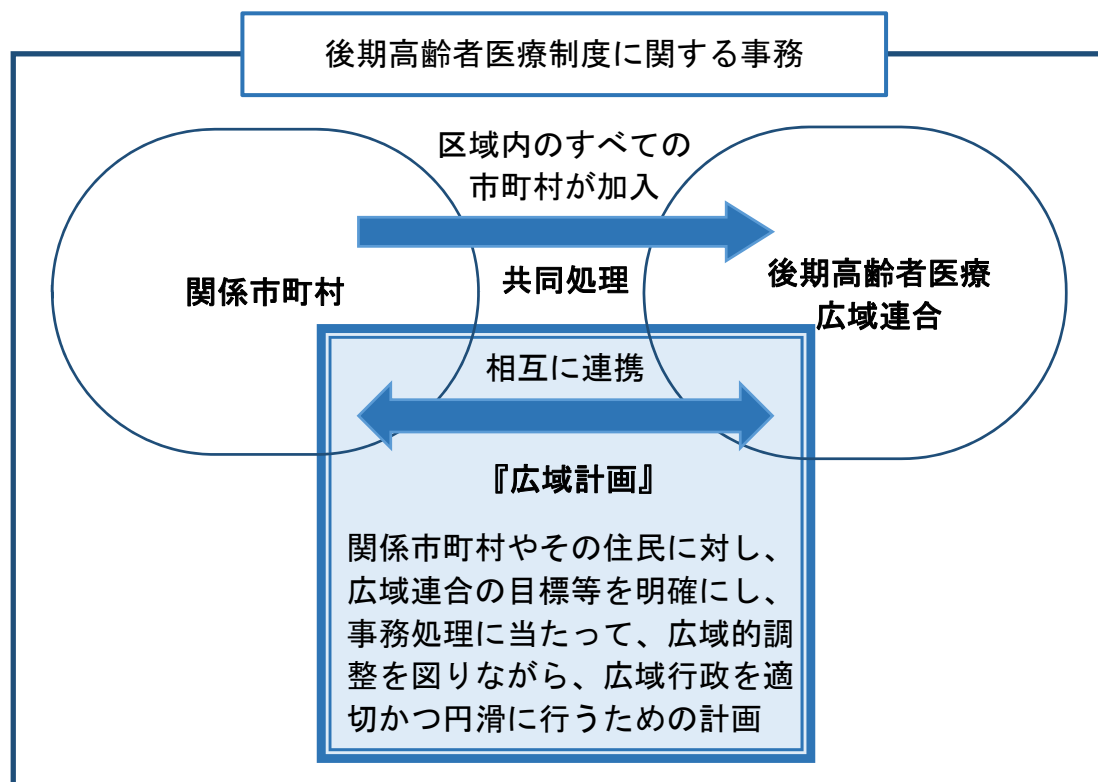 後期高齢者医療制度に関する事務
区域内のすべての
市町村が加入
関係市町村
共同処理
後期高齢者医療
広域連合
相互に連携
『広域計画』
関係市町村やその住民に対し、
広域連合の目標等を明確にし、
事務処理に当たって、広域的調
整を図りながら、広域行政を適
切かつ円滑に行うための計画